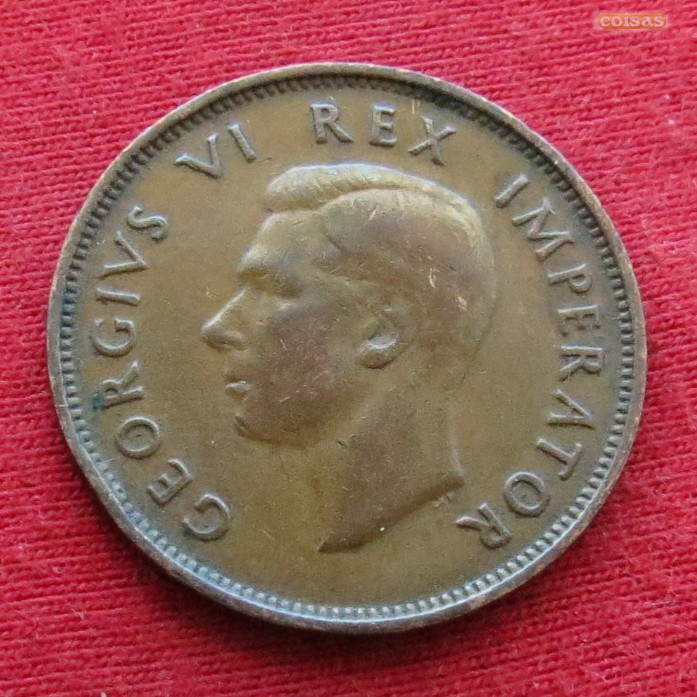 coisas
GEORGIVS VI REX IMPERATOR